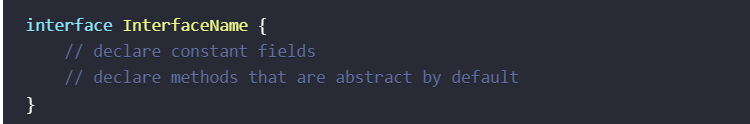 interface InterfaceName {
    // declare constant fields
    // declare methods that are abstract by default
}